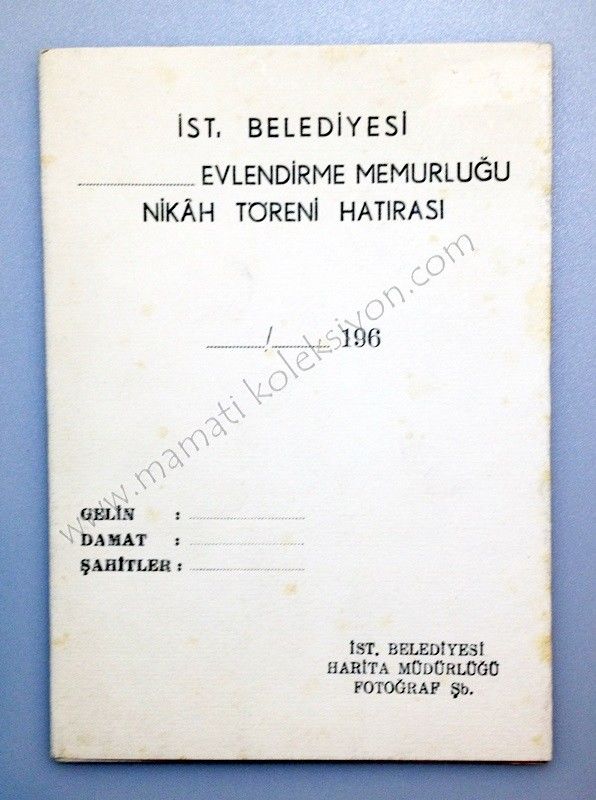 İST. BELEDİYESİ
.................... EVLENDİRME MEMURLUĞU
NİKÂH TÖRENİ HATIRASI
........../.......... 196
GELİN : ....................
DAMAT : ....................
ŞAHİTLER : ....................
İST. BELEDİYESİ
HARİTA MÜDÜRLÜĞÜ
FOTOĞRAF Şb.
www.mamati koleksiyon.com